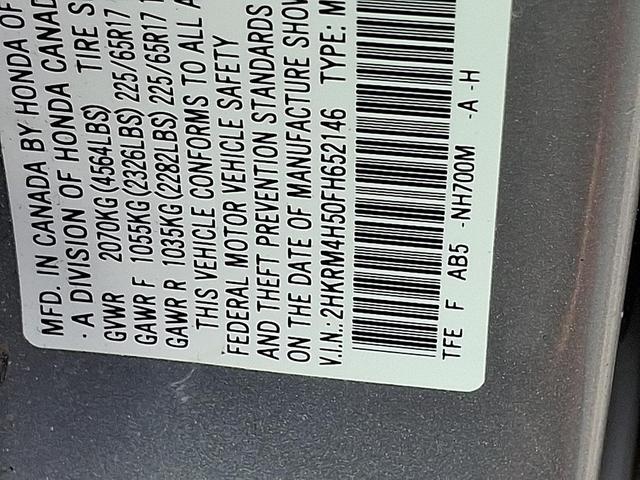 MFD. IN CANADA BY HONDA OF
· A DIVISION OF HONDA CANAD
TIRE S
GVWR 2070KG(4564LBS)
GAWR F 1055KG(2326LBS) 225/65R17 1
GAWR R 1035KG(2282LBS) 225/65R17
THIS VEHICLE CONFORMS TO ALL A
FEDERAL MOTOR VEHICLE SAFETY
AND THEFT PREVENTION STANDARDS
ON THE DATE OF MANUFACTURE SHOW
V.I.N.: 2HKRM4H50FH652146 TYPE: M
TFE F AB5 -NH700M -A -H